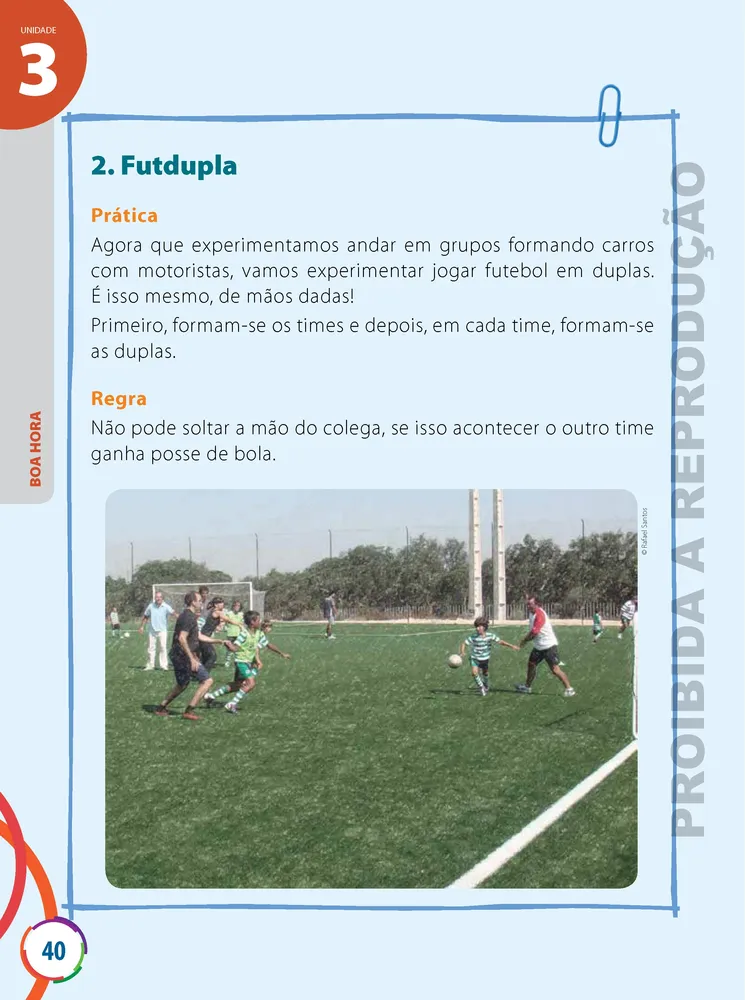 UNIDADE
3
BOA HORA
2. Futdupla
Prática
Agora que experimentamos andar em grupos formando carros
com motoristas, vamos experimentar jogar futebol em duplas.
É isso mesmo, de mãos dadas!
Primeiro, formam-se os times e depois, em cada time, formam-se
as duplas.
Regra
Não pode soltar a mão do colega, se isso acontecer o outro time
ganha posse de bola.
© Rafael Santos
PROIBIDA A REPRODUÇÃO
40